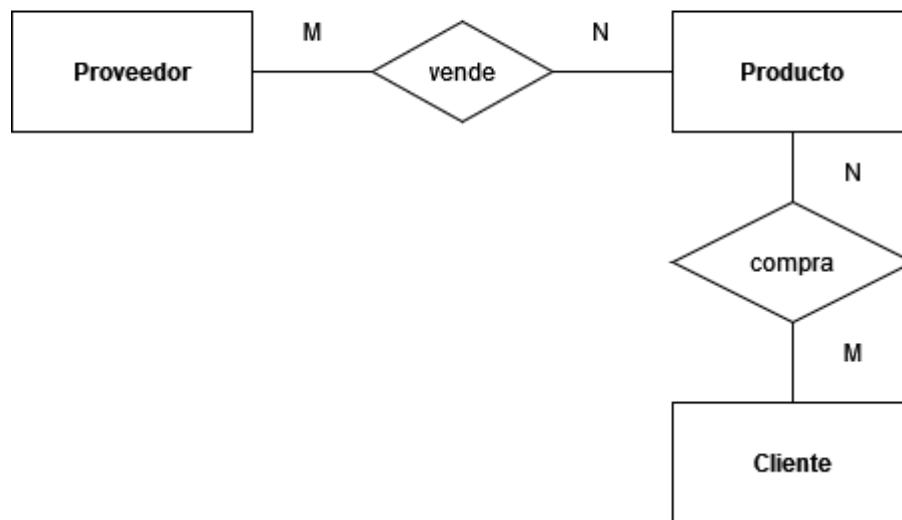 M
N
Proveedor
vende
Producto
N
compra
M
Cliente